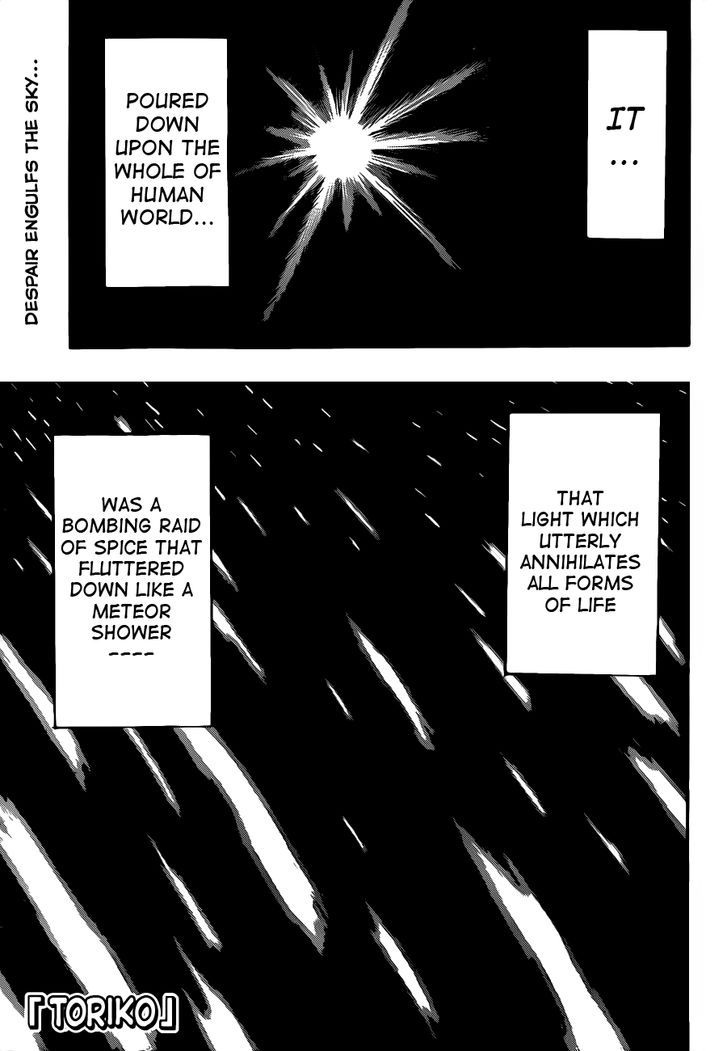 IT
...
POURED
DOWN
UPON THE
WHOLE OF
HUMAN
WORLD...
DESPAIR ENGULFS THE SKY...
THAT
LIGHT WHICH
UTTERLY
ANNIHILATES
ALL FORMS
OF LIFE
WAS A
BOMBING RAID
OF SPICE THAT
FLUTTERED
DOWN LIKE A
METEOR
SHOWER
----
『TORIKO』